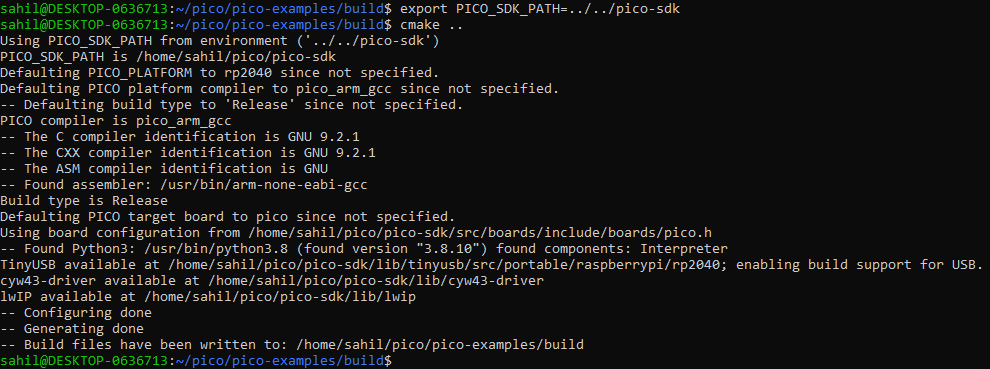 sahil@DESKTOP-0636713:~/pico/pico-examples/build$ export PICO_SDK_PATH=../../pico-sdk
sahil@DESKTOP-0636713:~/pico/pico-examples/build$ cmake ..
Using PICO_SDK_PATH from environment ('../../pico-sdk')
PICO_SDK_PATH is /home/sahil/pico/pico-sdk
Defaulting PICO_PLATFORM to rp2040 since not specified.
Defaulting PICO platform compiler to pico_arm_gcc since not specified.
-- Defaulting build type to 'Release' since not specified.
PICO compiler is pico_arm_gcc
-- The C compiler identification is GNU 9.2.1
-- The CXX compiler identification is GNU 9.2.1
-- The ASM compiler identification is GNU
-- Found assembler: /usr/bin/arm-none-eabi-gcc
Build type is Release
Defaulting PICO target board to pico since not specified.
Using board configuration from /home/sahil/pico/pico-sdk/src/boards/include/boards/pico.h
-- Found Python3: /usr/bin/python3.8 (found version "3.8.10") found components: Interpreter
TinyUSB available at /home/sahil/pico/pico-sdk/lib/tinyusb/src/portable/raspberrypi/rp2040; enabling build support for USB.
cyw43-driver available at /home/sahil/pico/pico-sdk/lib/cyw43-driver
lwIP available at /home/sahil/pico/pico-sdk/lib/lwip
-- Configuring done
-- Generating done
-- Build files have been written to: /home/sahil/pico/pico-examples/build
sahil@DESKTOP-0636713:~/pico/pico-examples/build$